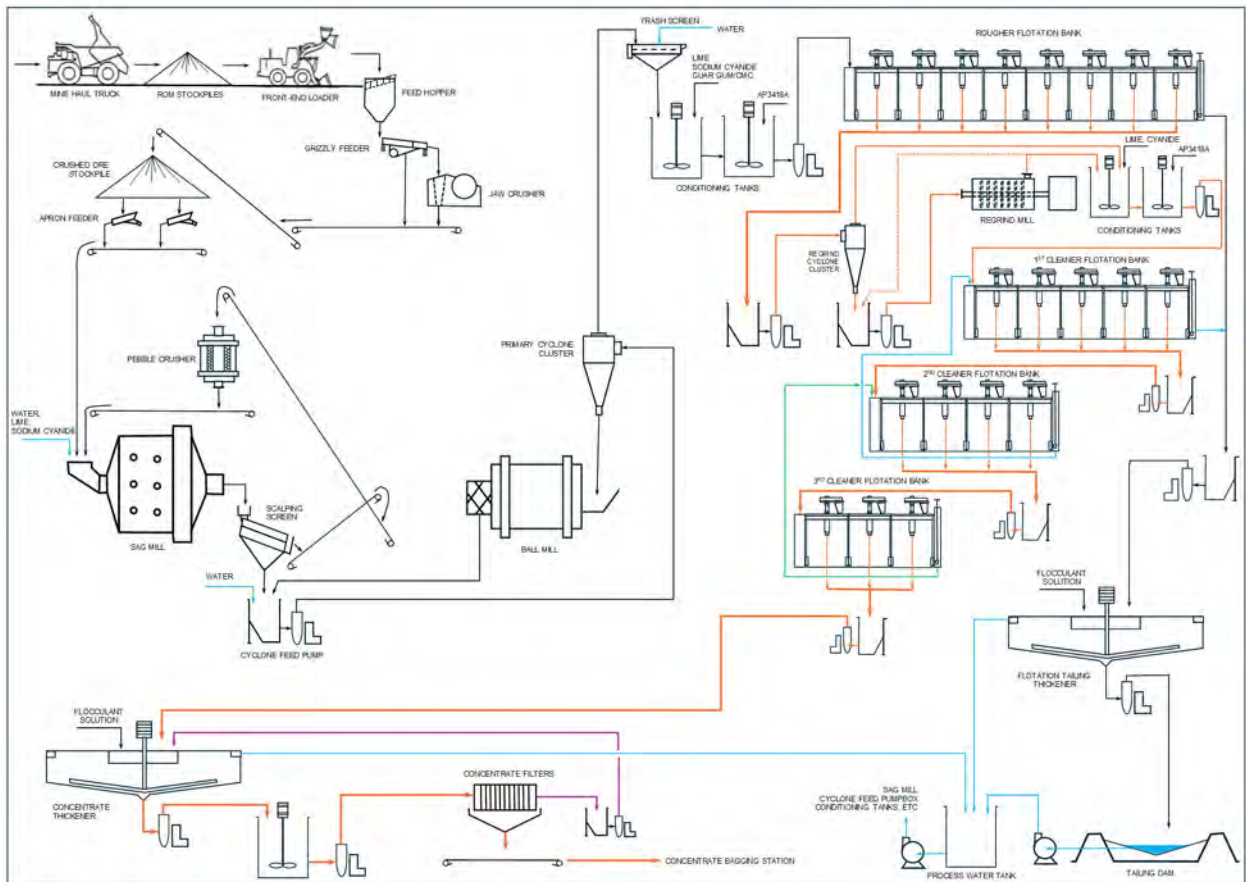 MINE HAUL TRUCK
ROM STOCKPILES
FRONT-END LOADER
FEED HOPPER
GRIZZLY FEEDER
JAW CRUSHER
CRUSHED ORE
STOCKPILE
APRON FEEDER
PEBBLE CRUSHER
WATER,
LIME,
SODIUM CYANIDE
SAG MILL
SCALPING
SCREEN
WATER
CYCLONE FEED PUMP
BALL MILL
PRIMARY CYCLONE
CLUSTER
TRASH SCREEN
WATER
LIME
SODIUM CYANIDE
GUAR GUM/CMC
AP3418A
CONDITIONING TANKS
ROUGHER FLOTATION BANK
LIME, CYANIDE
AP3418A
REGRIND MILL
CONDITIONING TANKS
REGRIND
CYCLONE
CLUSTER
1ST CLEANER FLOTATION BANK
2ND CLEANER FLOTATION BANK
3RD CLEANER FLOTATION BANK
FLOCCULANT
SOLUTION
FLOTATION TAILING
THICKENER
FLOCCULANT
SOLUTION
CONCENTRATE
THICKENER
CONCENTRATE FILTERS
CONCENTRATE BAGGING STATION
SAG MILL
CYCLONE FEED PUMPBOX
CONDITIONING TANKS, ETC
PROCESS WATER TANK
TAILING DAM